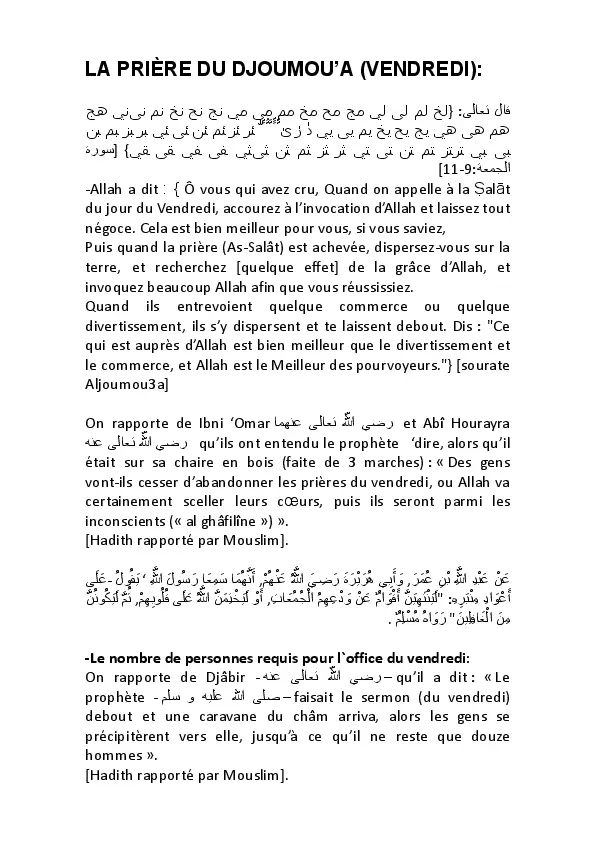 LA PRIÈRE DU DJOUMOU’A (VENDREDI):
قال تعالى: {لخ لم لى لي مج مح مخ مم مى مي نج نح نخ نم نى ني هج
هم هى هي يج يح يخ يم يى يي ذٰ رٰ ىٰ ئر ئز ئم ئن ئى ئي بر بز بم بن
بى بي تر تز تم تن تى تي ثر ثز ثم ثن ثى ثي فى في قى قي} [سورة
الجمعة:9-11]
-Allah a dit : { Ô vous qui avez cru, Quand on appelle à la Ṣalāt
du jour du Vendredi, accourez à l’invocation d’Allah et laissez tout
négoce. Cela est bien meilleur pour vous, si vous saviez,
Puis quand la prière (As-Salât) est achevée, dispersez-vous sur la
terre, et recherchez [quelque effet] de la grâce d’Allah, et
invoquez beaucoup Allah afin que vous réussissiez.
Quand ils entrevoient quelque commerce ou quelque
divertissement, ils s’y dispersent et te laissent debout. Dis : "Ce
qui est auprès d’Allah est bien meilleur que le divertissement et
le commerce, et Allah est le Meilleur des pourvoyeurs."} [sourate
Aljoumou3a]
On rapporte de Ibni ‘Omar رضي الله تعالى عنهما et Abî Hourayra
رضي الله تعالى عنه qu’ils ont entendu le prophète ‘dire, alors qu’il
était sur sa chaire en bois (faite de 3 marches) : « Des gens
vont-ils cesser d’abandonner les prières du vendredi, ou Allah va
certainement sceller leurs cœurs, puis ils seront parmi les
inconscients (« al ghâfilîne ») ».
[Hadith rapporté par Mouslim].
عَنْ عَبْدِ اللَّهِ بْنِ عُمَرَ, وَأَبِي هُرَيْرَةَ رَضِيَ اللَّهُ عَنْهُمْ, أَنَّهُمَا سَمِعَا رَسُولَ اللَّهِ ‘ يَقُولُ -عَلَى
أَعْوَادِ مِنْبَرِهِ: "لَيَنْتَهِيَنَّ أَقْوَامٌ عَنْ وَدْعِهِمُ الْجُمُعَاتِ, أَوْ لَيَخْتِمَنَّ اللَّهُ عَلَى قُلُوبِهِمْ, ثُمَّ لَيَكُونُنَّ
مِنَ الْغَافِلِينَ" رَوَاهُ مُسْلِمٌ .
-Le nombre de personnes requis pour l`office du vendredi:
On rapporte de Djâbir - رضي الله تعالى عنه – qu’il a dit : « Le
prophète - صلى الله عليه و سلم – faisait le sermon (du vendredi)
debout et une caravane du châm arriva, alors les gens se
précipitèrent vers elle, jusqu’à ce qu’il ne reste que douze
hommes ».
[Hadith rapporté par Mouslim].